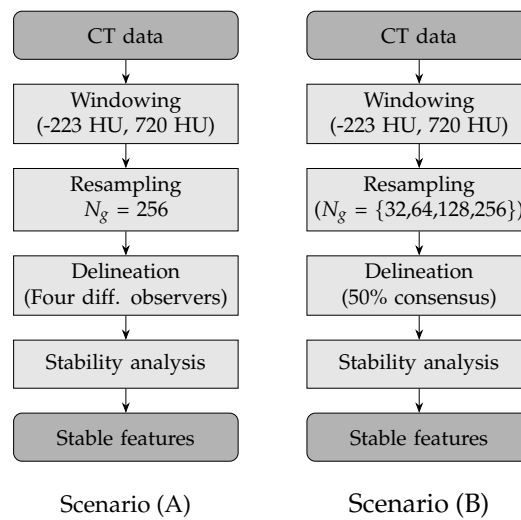 CT data
Windowing
(-223 HU, 720 HU)
Resampling
N_g = 256
Delineation
(Four diff. observers)
Stability analysis
Stable features
Scenario (A)
CT data
Windowing
(-223 HU, 720 HU)
Resampling
(N_g = {32,64,128,256})
Delineation
(50% consensus)
Stability analysis
Stable features
Scenario (B)